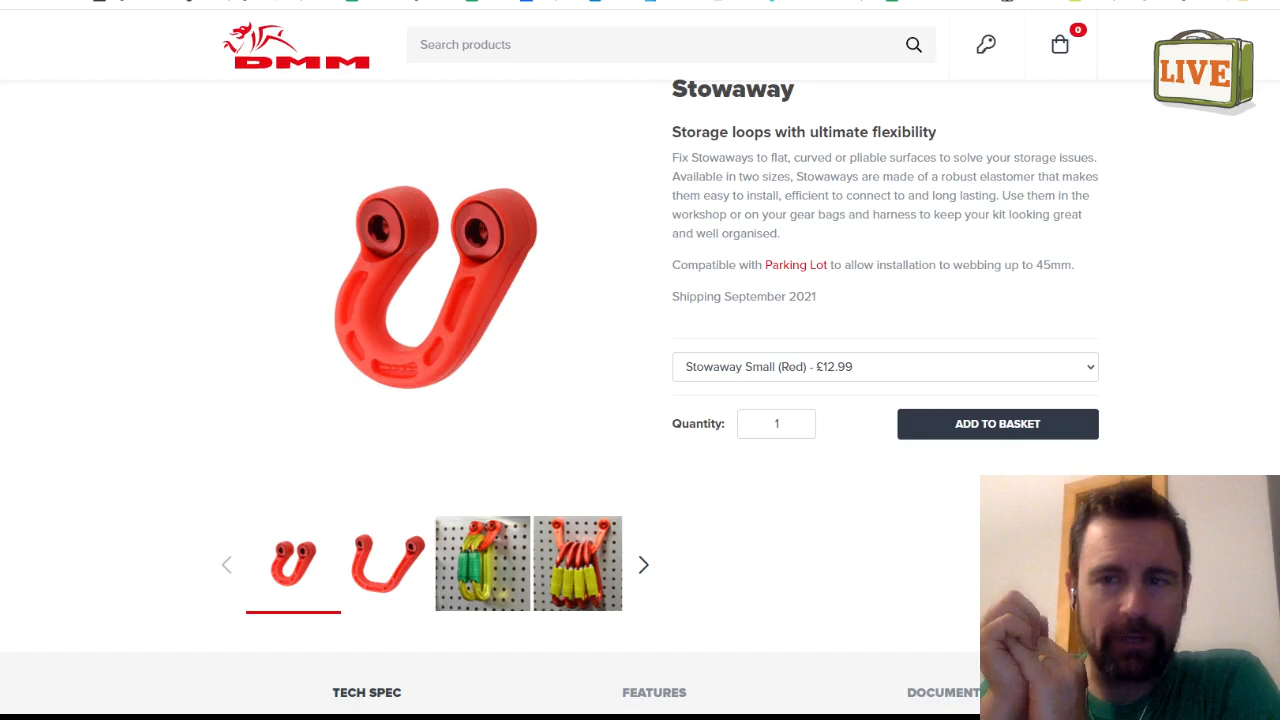 DMM
Search products
0
LIVE
Stowaway
Storage loops with ultimate flexibility
Fix Stowaways to flat, curved or pliable surfaces to solve your storage issues.
Available in two sizes, Stowaways are made of a robust elastomer that makes
them easy to install, efficient to connect to and long lasting. Use them in the
workshop or on your gear bags and harness to keep your kit looking great
and well organised.
Compatible with Parking Lot to allow installation to webbing up to 45mm.
Shipping September 2021
Stowaway Small (Red) - £12.99
Quantity:
1
ADD TO BASKET
TECH SPEC
FEATURES
DOCUMENT